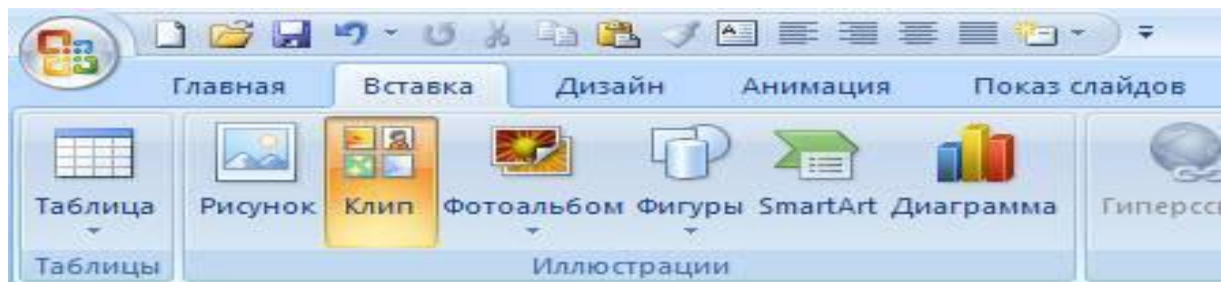 Главная Вставка Дизайн Анимация Показ слайдов
Таблица Рисунок Клип Фотоальбом Фигуры SmartArt Диаграмма
Таблицы Иллюстрации